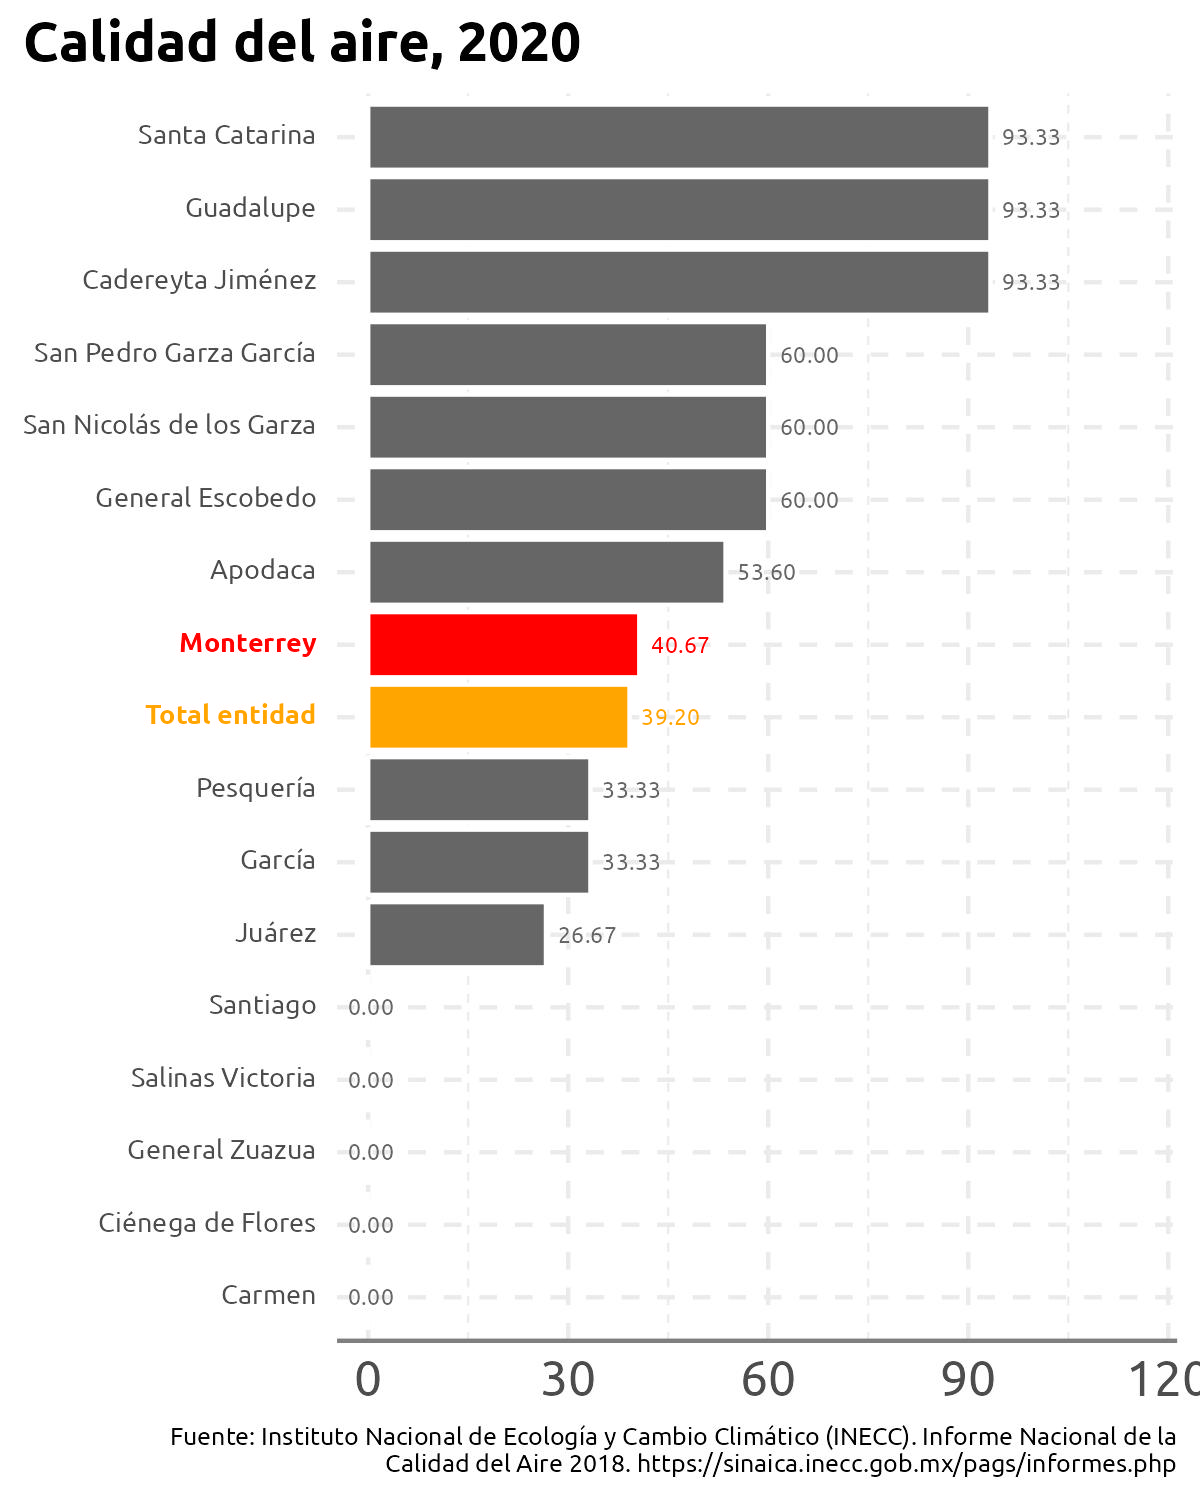 Calidad del aire, 2020
Santa Catarina 93.33
Guadalupe 93.33
Cadereyta Jiménez 93.33
San Pedro Garza García 60.00
San Nicolás de los Garza 60.00
General Escobedo 60.00
Apodaca 53.60
Monterrey 40.67
Total entidad 39.20
Pesquería 33.33
García 33.33
Juárez 26.67
Santiago 0.00
Salinas Victoria 0.00
General Zuazua 0.00
Ciénega de Flores 0.00
Carmen 0.00
0 30 60 90 120
Fuente: Instituto Nacional de Ecología y Cambio Climático (INECC). Informe Nacional de la
Calidad del Aire 2018. https://sinaica.inecc.gob.mx/pags/informes.php